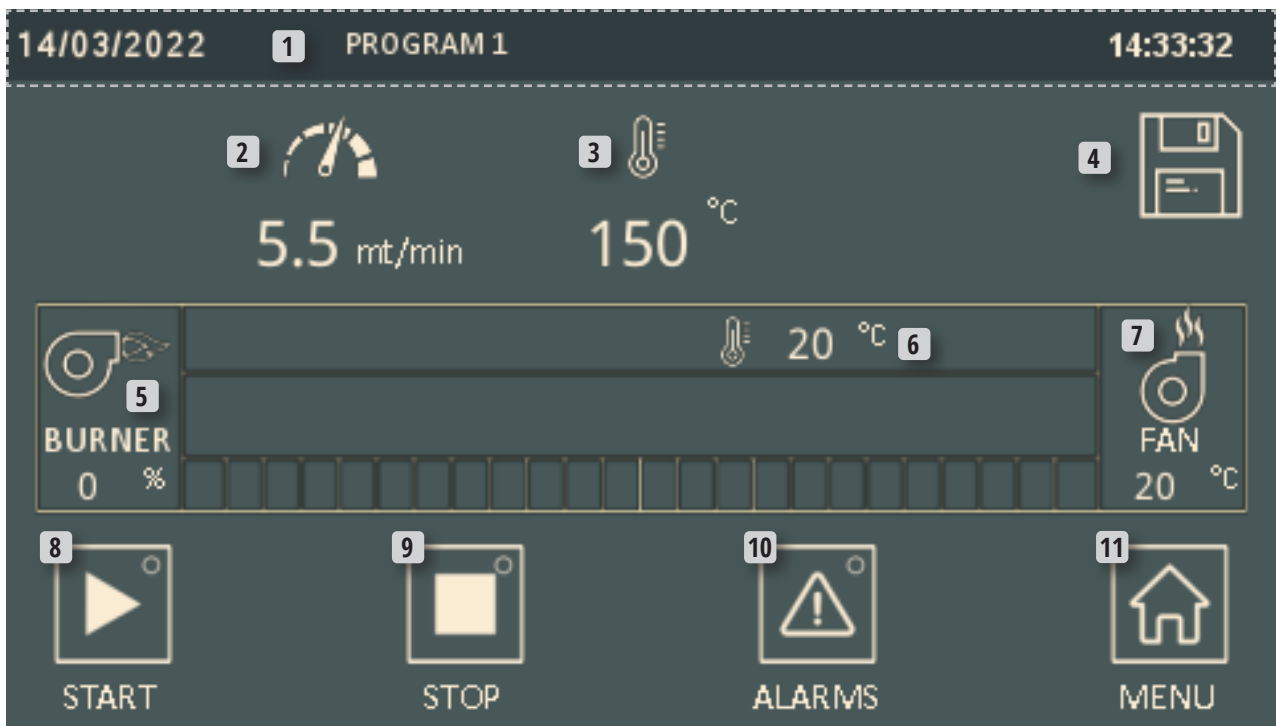 14/03/2022 1 PROGRAM 1 14:33:32
2 3 4
5.5 mt/min 150 °C
20 °C 6 7
5
BURNER FAN
0 % 20 °C
8 9 10 11
START STOP ALARMS MENU